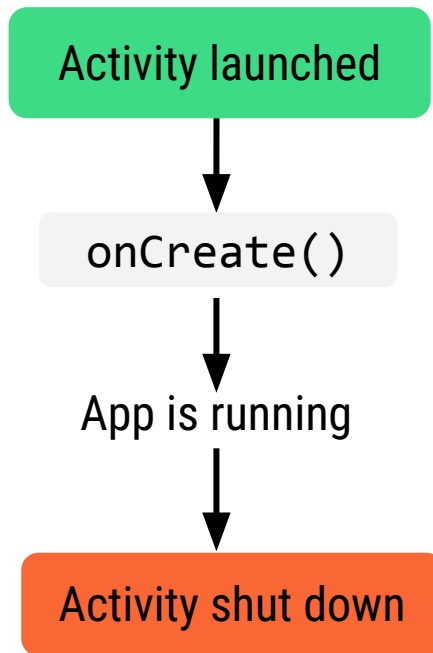 Activity launched
onCreate()
App is running
Activity shut down